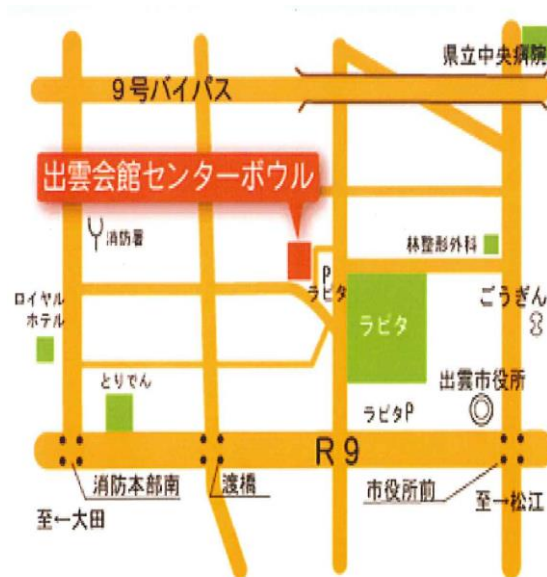 県立中央病院
9号バイパス
出雲会館センターボウル
消防署
林整形外科
P
ラピタ
ロイヤル
ホテル
ごうぎん
ラピタ
とりでん
出雲市役所
ラピタP
R9
消防本部南
渡橋
市役所前
至←大田
至→松江